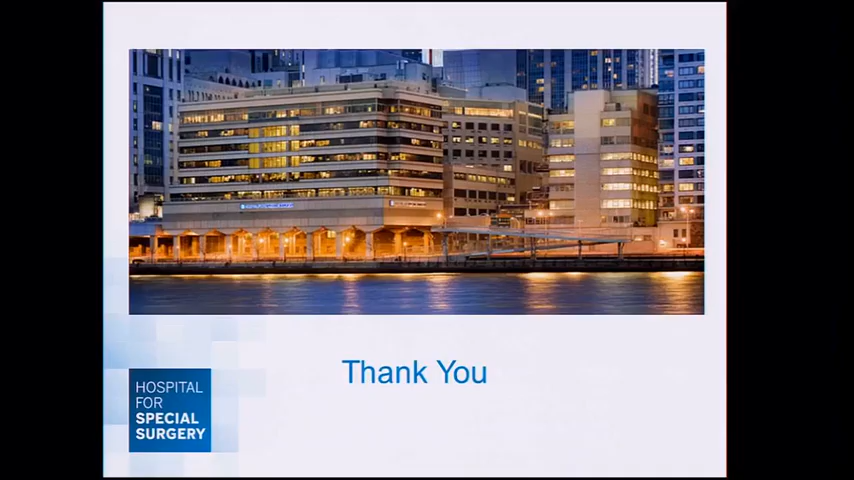 Thank You
HOSPITAL
FOR
SPECIAL
SURGERY